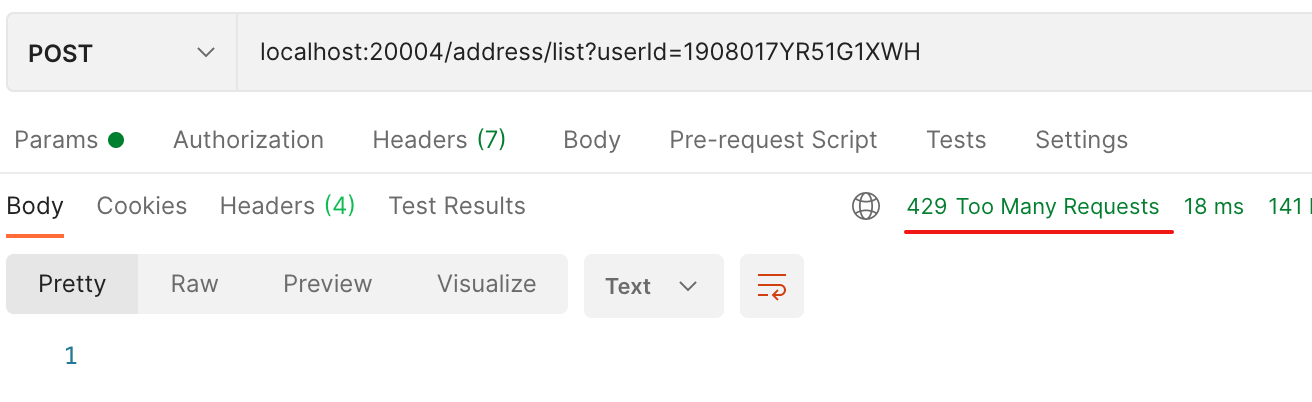 POST localhost:20004/address/list?userId=1908017YR51G1XWH
Params Authorization Headers (7) Body Pre-request Script Tests Settings
Body Cookies Headers (4) Test Results 429 Too Many Requests 18 ms 141
Pretty Raw Preview Visualize Text
1